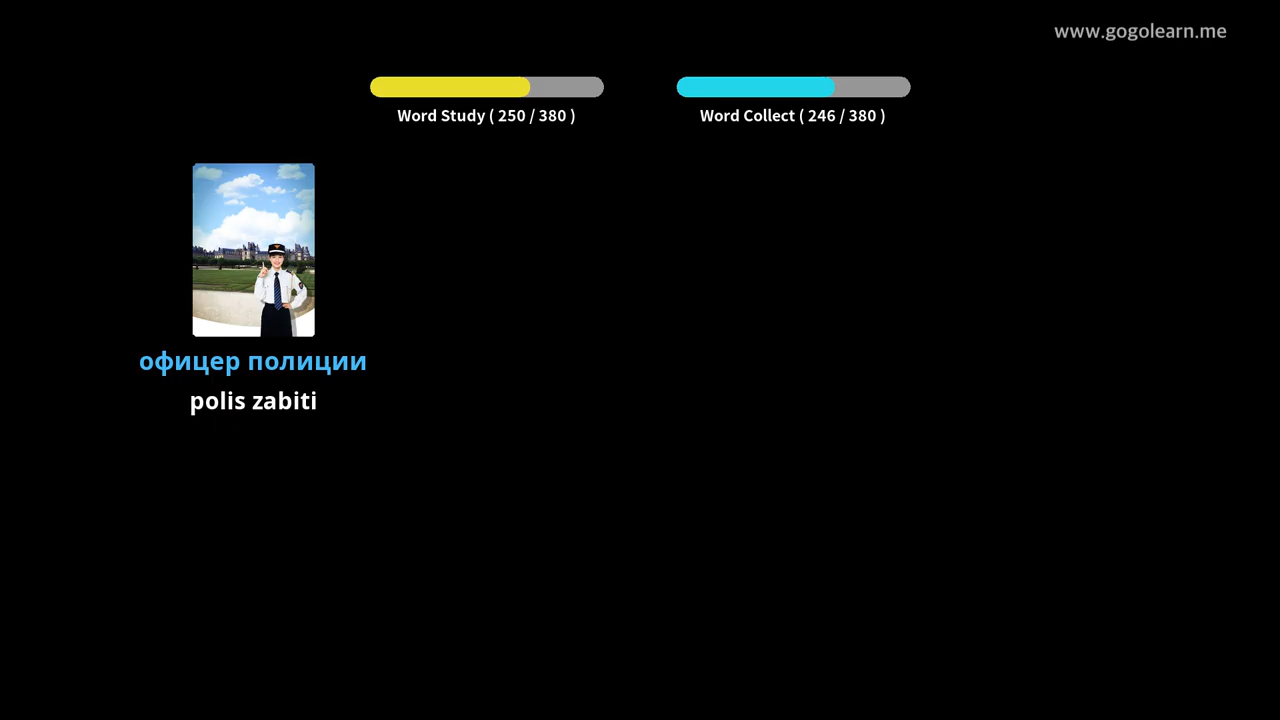 www.gogolearn.me
Word Study ( 250 / 380 )
Word Collect ( 246 / 380 )
офицер полиции
polis zabiti